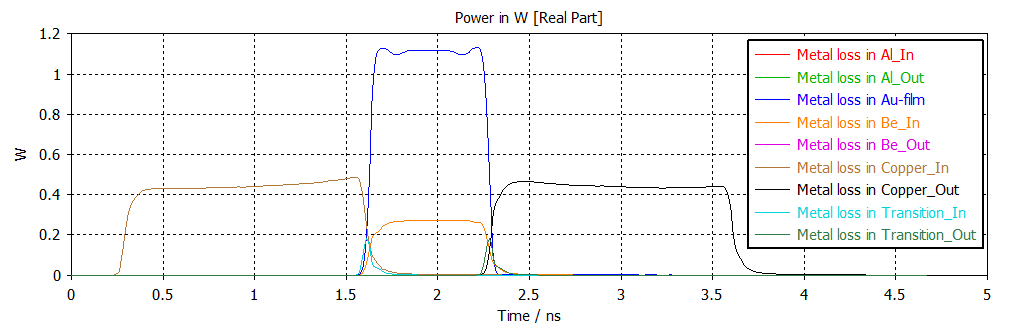 Power in W [Real Part]
1.2
1
0.8
0.6
0.4
0.2
0
W
Metal loss in Al_In
Metal loss in Al_Out
Metal loss in Au-film
Metal loss in Be_In
Metal loss in Be_Out
Metal loss in Copper_In
Metal loss in Copper_Out
Metal loss in Transition_In
Metal loss in Transition_Out
0 0.5 1 1.5 2 2.5 3 3.5 4 4.5 5
Time / ns